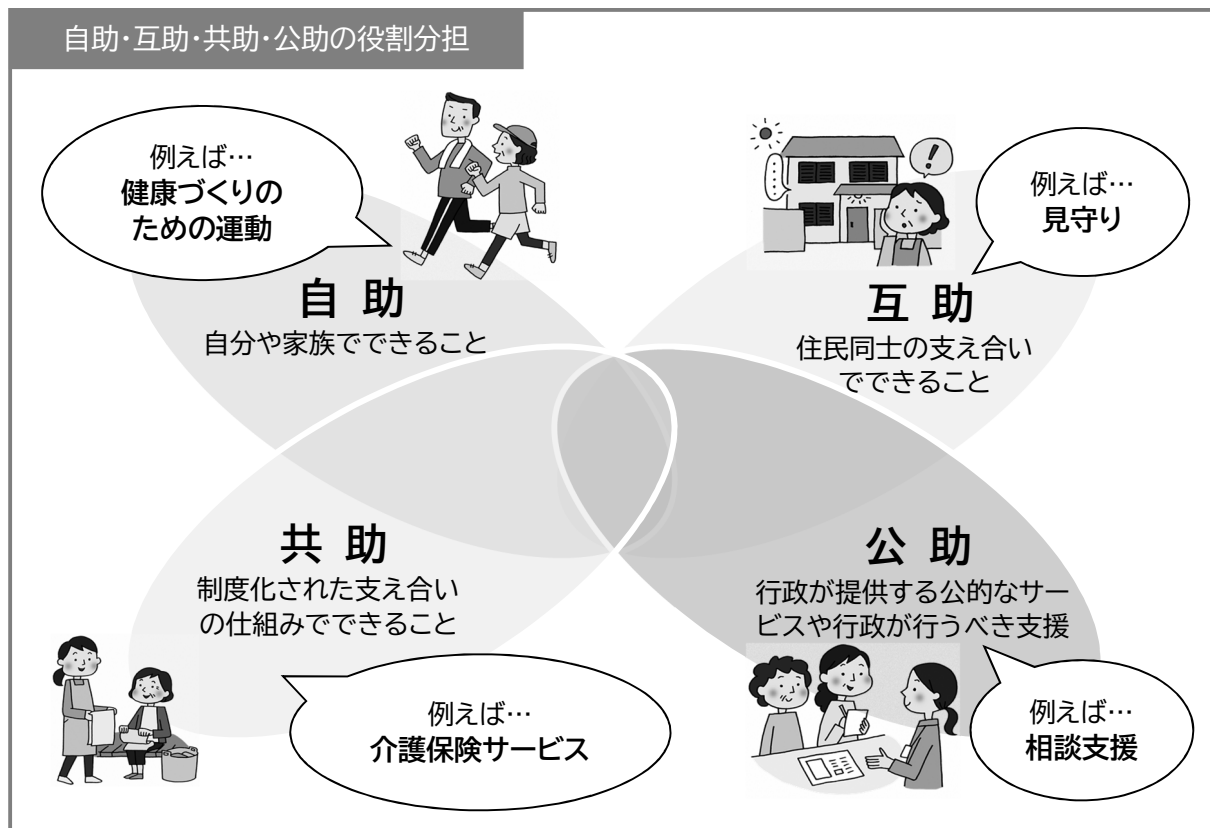 自助・互助・共助・公助の役割分担
例えば…
健康づくりの
ための運動
自助
自分や家族でできること
!
例えば…
見守り
互助
住民同士の支え合い
でできること
共助
制度化された支え合い
の仕組みでできること
例えば…
介護保険サービス
公助
行政が提供する公的なサー
ビスや行政が行うべき支援
例えば…
相談支援